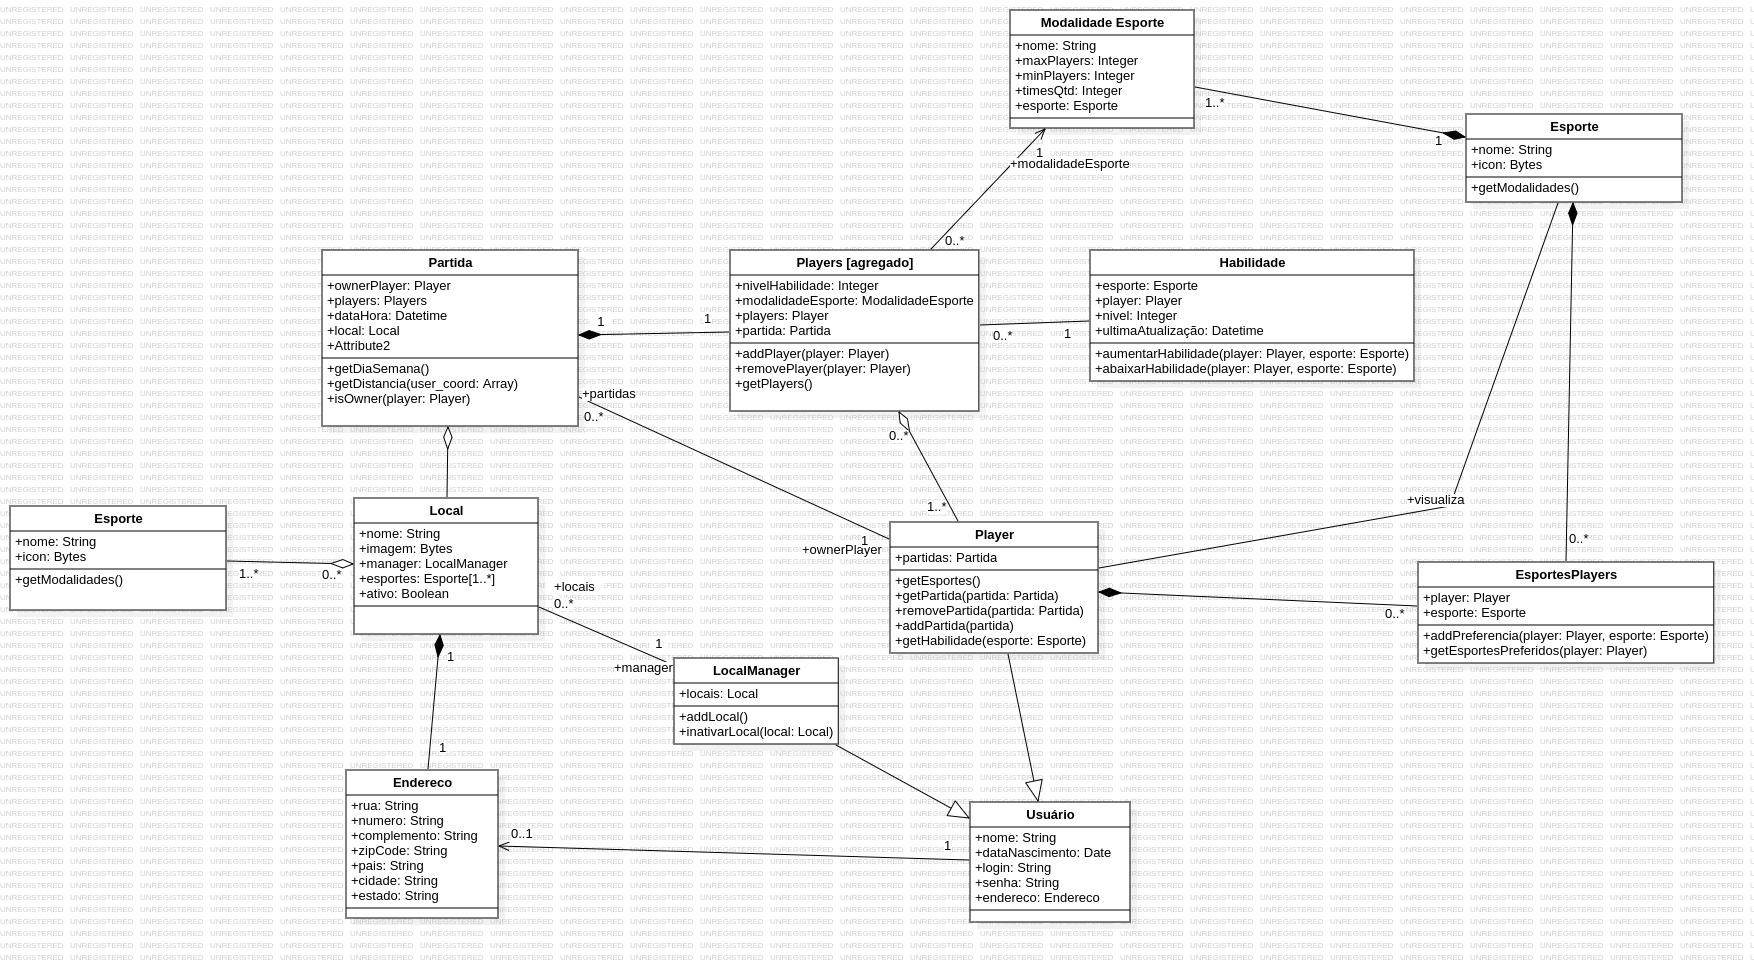 Modalidade Esporte
+nome: String
+maxPlayers: Integer
+minPlayers: Integer
+timesQtd: Integer
+esporte: Esporte
1..*
1
Esporte
+nome: String
+icon: Bytes
+getModalidades()
1
+modalidadeEsporte
0..*
Partida
+ownerPlayer: Player
+players: Players
+dataHora: Datetime
+local: Local
+Attribute2
+getDiaSemana()
+getDistancia(user_coord: Array)
+isOwner(player: Player)
1
1
Players [agregado]
+nivelHabilidade: Integer
+modalidadeEsporte: ModalidadeEsporte
+players: Player
+partida: Partida
+addPlayer(player: Player)
+removePlayer(player: Player)
+getPlayers()
0..*
1
Habilidade
+esporte: Esporte
+player: Player
+nivel: Integer
+ultimaAtualização: Datetime
+aumentarHabilidade(player: Player, esporte: Esporte)
+abaixarHabilidade(player: Player, esporte: Esporte)
+partidas
0..*
0..*
1..*
1
+ownerPlayer
+visualiza
0..*
Esporte
+nome: String
+icon: Bytes
+getModalidades()
1..*
0..*
Local
+nome: String
+imagem: Bytes
+manager: LocalManager
+esportes: Esporte[1..*]
+ativo: Boolean
+locais
0..*
1
+manager
Player
+partidas: Partida
+getEsportes()
+getPartida(partida: Partida)
+removePartida(partida: Partida)
+addPartida(partida)
+getHabilidade(esporte: Esporte)
0..*
EsportesPlayers
+player: Player
+esporte: Esporte
+addPreferencia(player: Player, esporte: Esporte)
+getEsportesPreferidos(player: Player)
1
1
LocalManager
+locais: Local
+addLocal()
+inativarLocal(local: Local)
Endereco
+rua: String
+numero: String
+complemento: String
+zipCode: String
+pais: String
+cidade: String
+estado: String
0..1
1
Usuário
+nome: String
+dataNascimento: Date
+login: String
+senha: String
+endereco: Endereco
UNREGISTERED